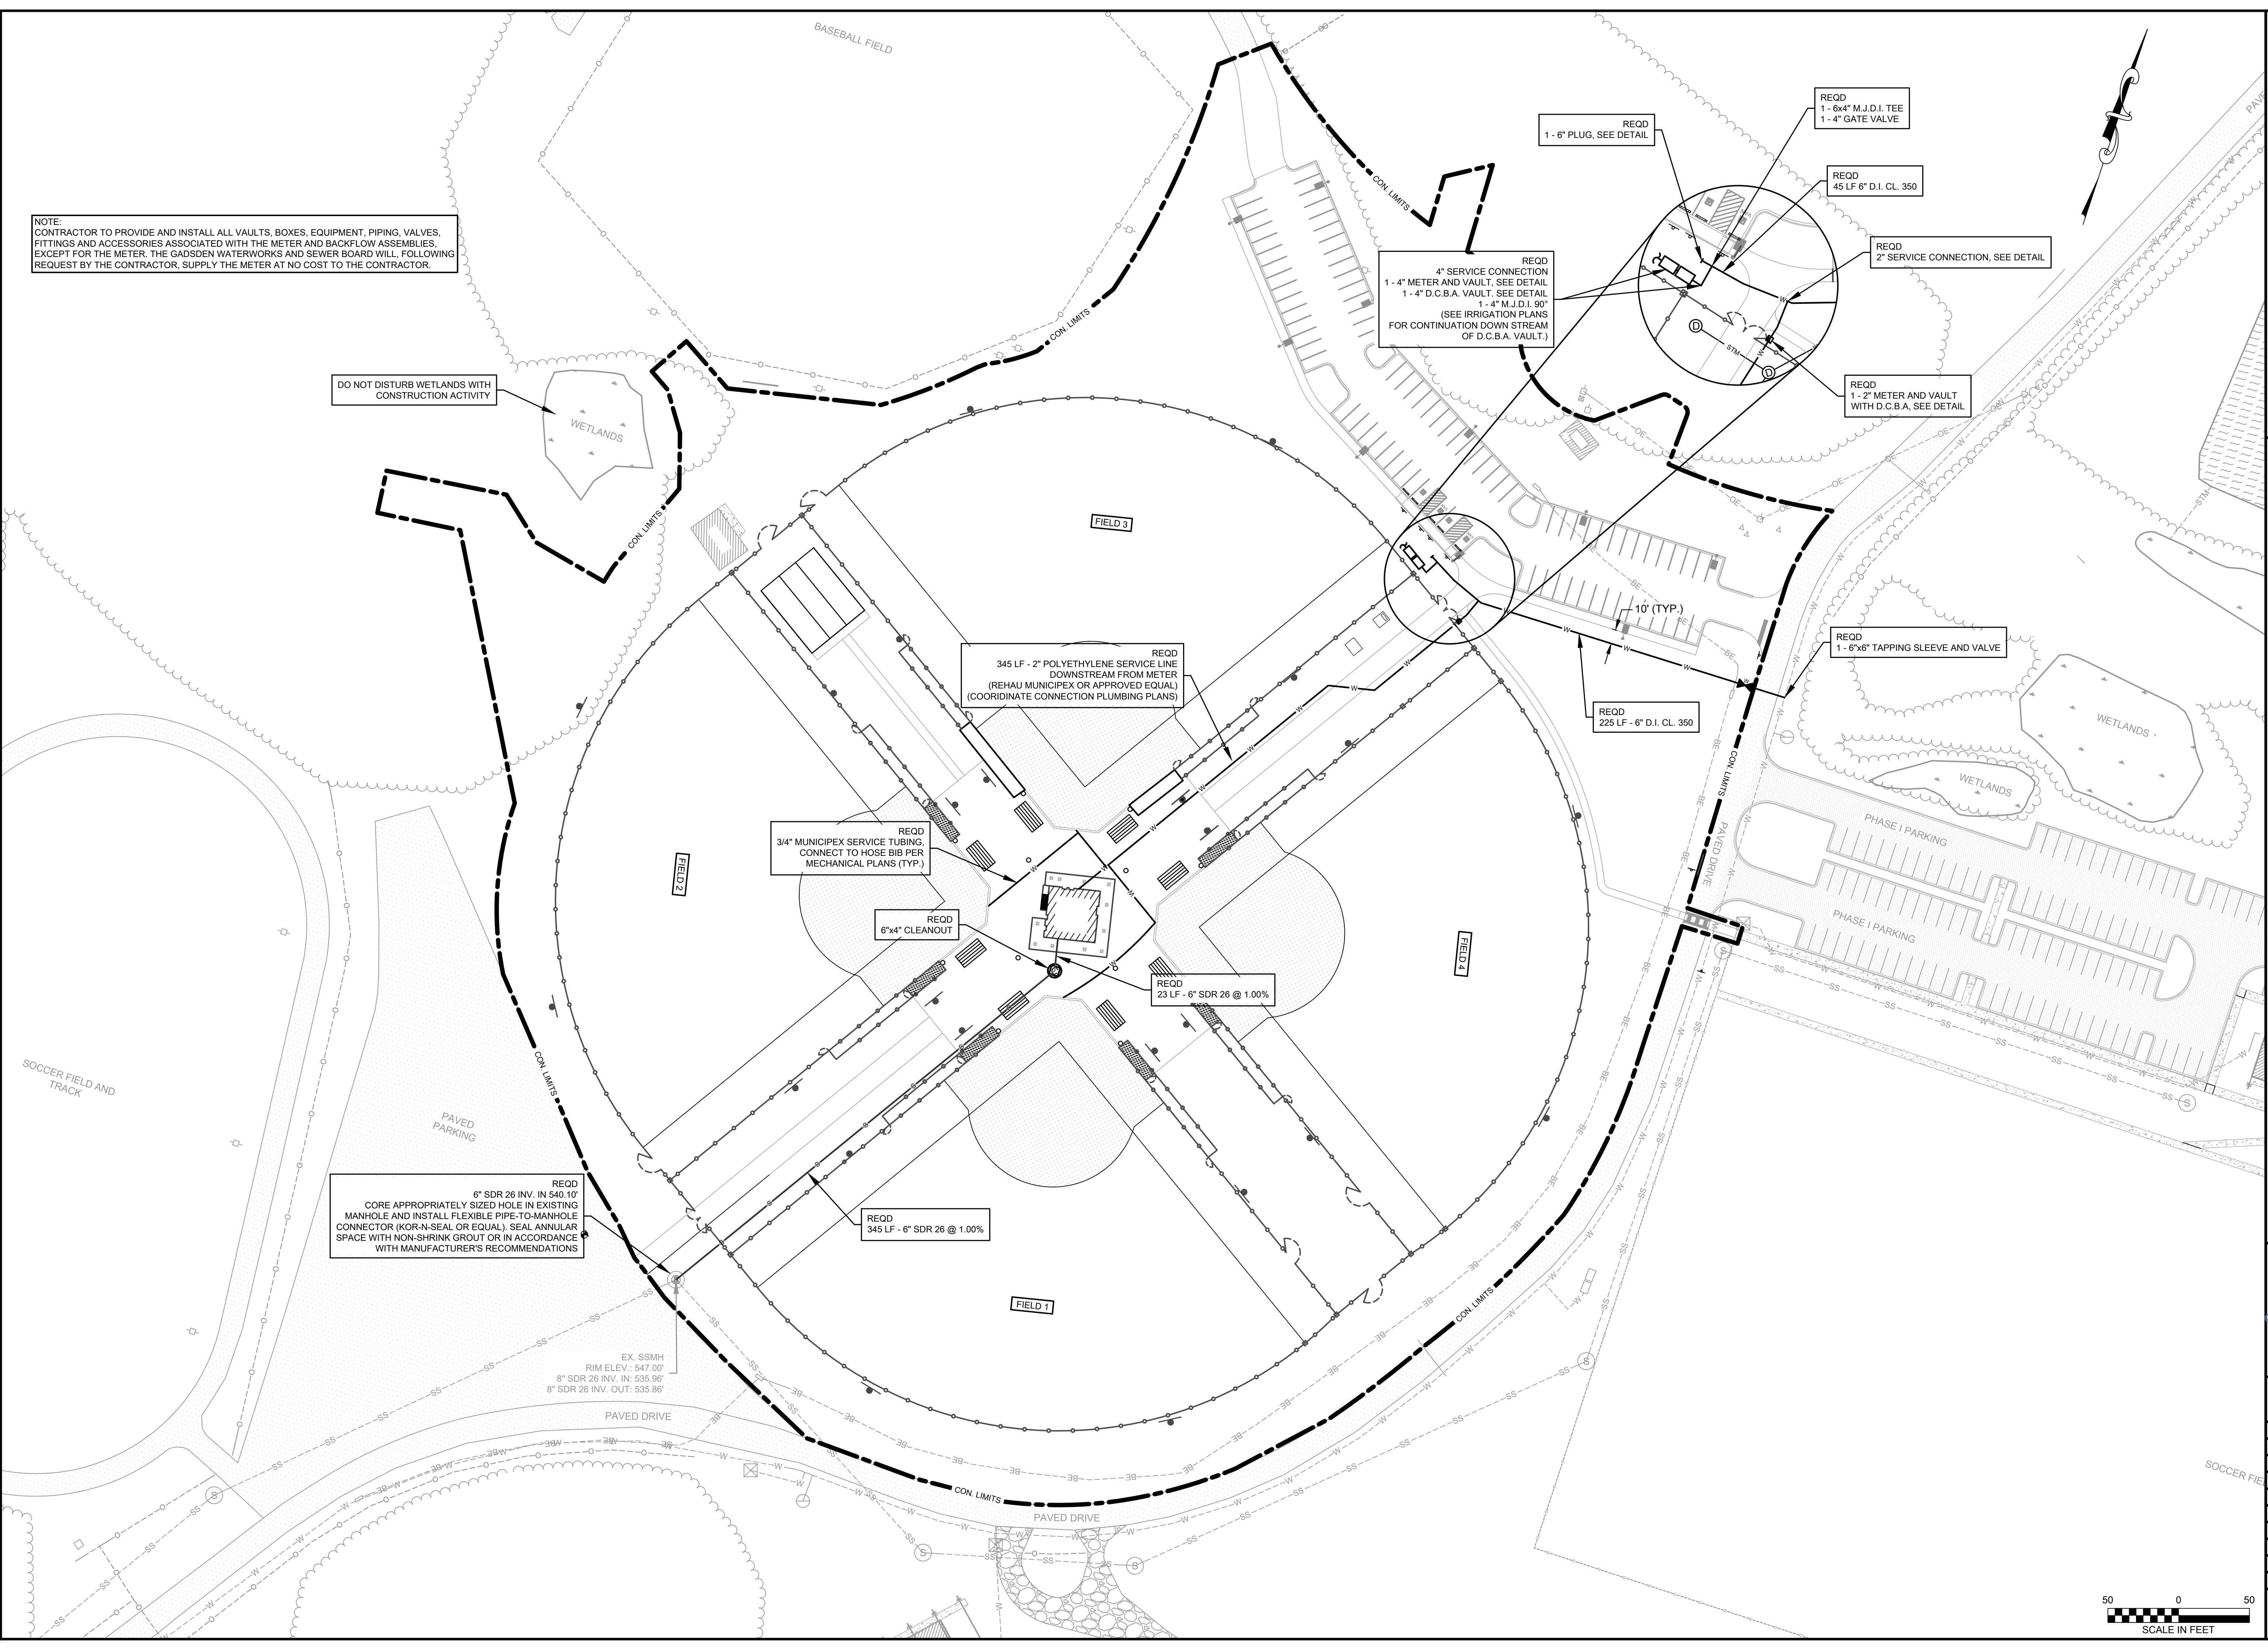 BASEBALL FIELD
NOTE:
CONTRACTOR TO PROVIDE AND INSTALL ALL VAULTS, BOXES, EQUIPMENT, PIPING, VALVES,
FITTINGS AND ACCESSORIES ASSOCIATED WITH THE METER AND BACKFLOW ASSEMBLIES,
EXCEPT FOR THE METER. THE GADSDEN WATERWORKS AND SEWER BOARD WILL, FOLLOWING
REQUEST BY THE CONTRACTOR, SUPPLY THE METER AT NO COST TO THE CONTRACTOR.
REQD
1 - 6" PLUG, SEE DETAIL
REQD
1 - 6x4" M.J.D.I. TEE
1 - 4" GATE VALVE
REQD
45 LF 6" D.I. CL. 350
REQD
2" SERVICE CONNECTION, SEE DETAIL
REQD
4" SERVICE CONNECTION
1 - 4" METER AND VAULT, SEE DETAIL
1 - 4" D.C.B.A. VAULT. SEE DETAIL
1 - 4" M.J.D.I. 90°
(SEE IRRIGATION PLANS
FOR CONTINUATION DOWN STREAM
OF D.C.B.A. VAULT.)
REQD
1 - 2" METER AND VAULT
WITH D.C.B.A, SEE DETAIL
D
STM
D
W
W
CON. LIMITS
CON. LIMITS
CON. LIMITS
DO NOT DISTURB WETLANDS WITH
CONSTRUCTION ACTIVITY
WETLANDS
FIELD 3
10' (TYP.)
REQD
1 - 6"x6" TAPPING SLEEVE AND VALVE
REQD
225 LF - 6" D.I. CL. 350
REQD
345 LF - 2" POLYETHYLENE SERVICE LINE
DOWNSTREAM FROM METER
(REHAU MUNICIPEX OR APPROVED EQUAL)
(COORIDINATE CONNECTION PLUMBING PLANS)
WETLANDS
WETLANDS
CON. LIMITS
PAVED DRIVE
PHASE I PARKING
PHASE I PARKING
REQD
3/4" MUNICIPEX SERVICE TUBING,
CONNECT TO HOSE BIB PER
MECHANICAL PLANS (TYP.)
FIELD 2
REQD
6"x4" CLEANOUT
FIELD 4
REQD
23 LF - 6" SDR 26 @ 1.00%
SOCCER FIELD AND
TRACK
PAVED
PARKING
CON. LIMITS
REQD
6" SDR 26 INV. IN 540.10'
CORE APPROPRIATELY SIZED HOLE IN EXISTING
MANHOLE AND INSTALL FLEXIBLE PIPE-TO-MANHOLE
CONNECTOR (KOR-N-SEAL OR EQUAL). SEAL ANNULAR
SPACE WITH NON-SHRINK GROUT OR IN ACCORDANCE
WITH MANUFACTURER'S RECOMMENDATIONS
REQD
345 LF - 6" SDR 26 @ 1.00%
FIELD 1
CON. LIMITS
EX. SSMH
RIM ELEV.: 547.00'
8" SDR 26 INV. IN: 535.96'
8" SDR 26 INV. OUT: 535.86'
PAVED DRIVE
CON. LIMITS
PAVED DRIVE
50 0 50
SCALE IN FEET